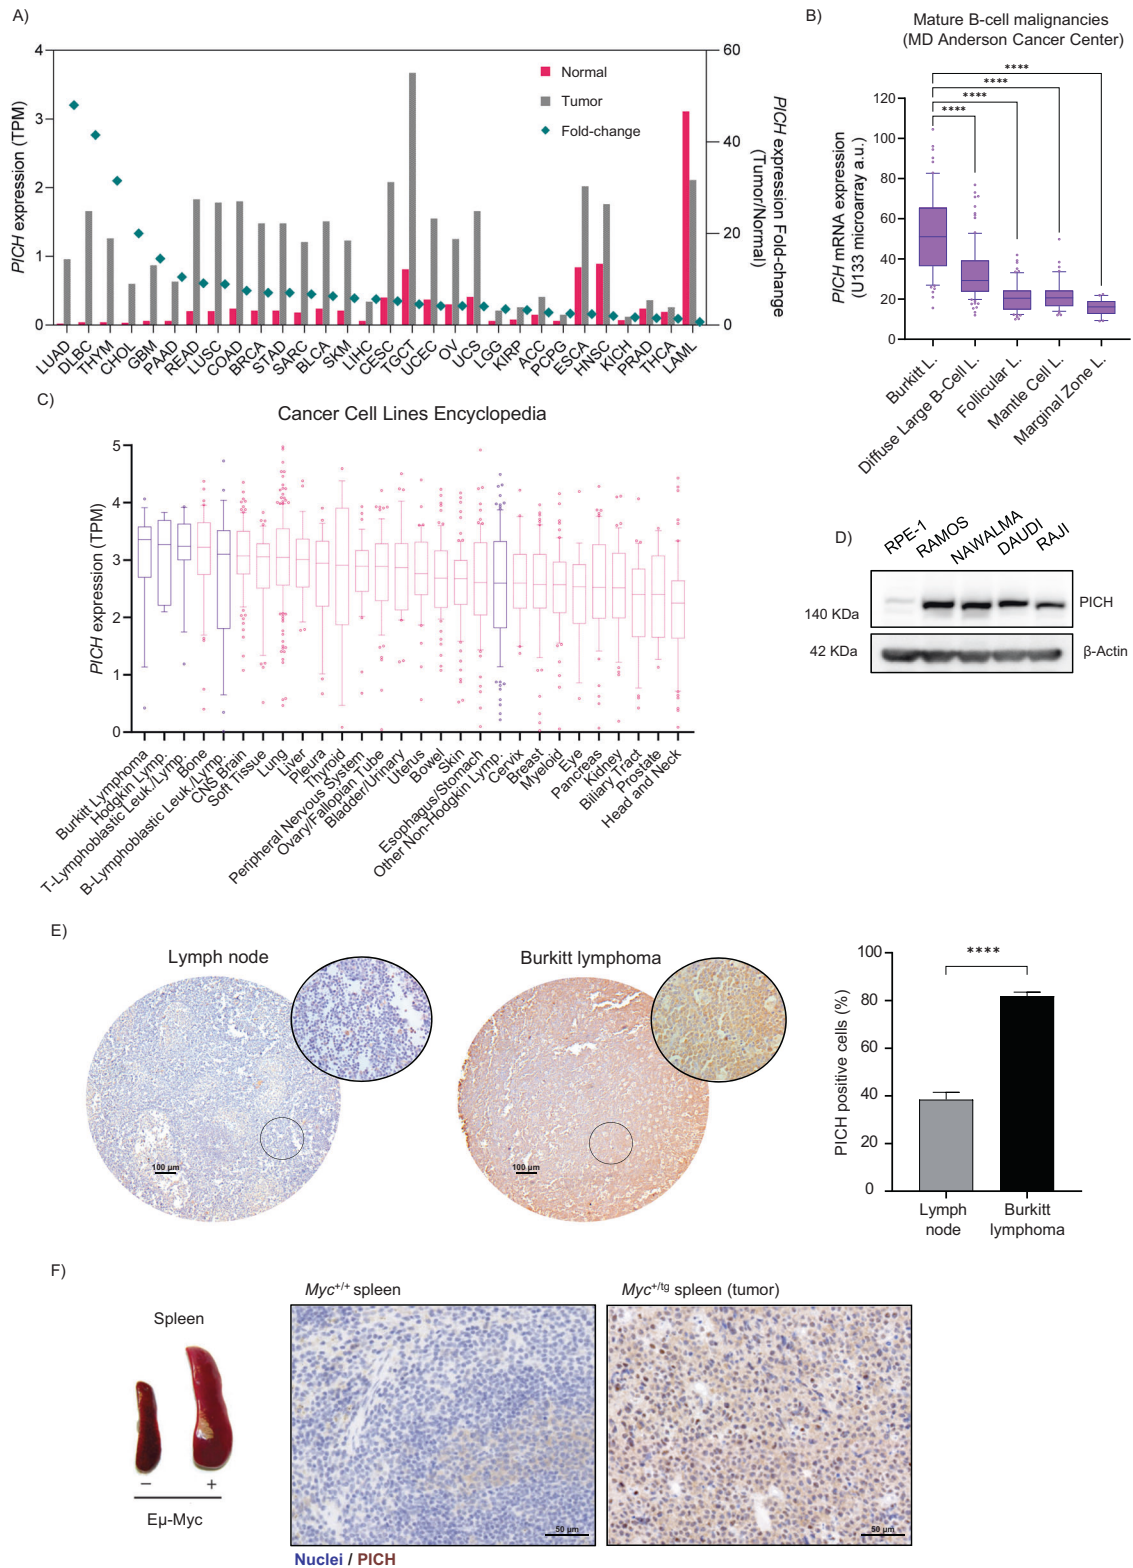 A)
PICH expression (TPM)
4
3
2
1
0
Normal
Tumor
Fold-change
60
40
20
0
PICH expression Fold-change
(Tumor/Normal)
LUAD
DLBC
THYM
CHOL
GBM
PAAD
READ
LUSC
COAD
BRCA
STAD
SARC
BLCA
SKM
LIHC
CESC
TGCT
UCEC
OV
UCS
LGG
KIRP
ACC
PCPG
ESCA
HNSC
KICH
PRAD
THCA
LAML
B)
Mature B-cell malignancies
(MD Anderson Cancer Center)
PICH mRNA expression
(U133 microarray a.u.)
120
100
80
60
40
20
0
****
****
****
****
Burkitt L.
Diffuse Large B-Cell L.
Follicular L.
Mantle Cell L.
Marginal Zone L.
C)
Cancer Cell Lines Encyclopedia
PICH expression (TPM)
5
4
3
2
1
0
Burkitt Lymphoma
Hodgkin Lymp.
T-Lymphoblastic Leuk./Lymp.
Bone
B-Lymphoblastic Leuk./Lymp.
CNS Brain
Soft Tissue
Lung
Liver
Pleura
Thyroid
Peripheral Nervous System
Ovary/Fallopian Tube
Bladder/Urinary
Uterus
Bowel
Skin
Esophagus/Stomach
Other Non-Hodgkin Lymp.
Cervix
Breast
Myeloid
Eye
Pancreas
Kidney
Biliary Tract
Prostate
Head and Neck
D)
RPE-1
RAMOS
NAWALMA
DAUDI
RAJI
140 KDa
PICH
42 KDa
β-Actin
E)
Lymph node
100 µm
Burkitt lymphoma
100 µm
PICH positive cells (%)
100
80
60
40
20
0
****
Lymph
node
Burkitt
lymphoma
F)
Spleen
− +
Eµ-Myc
Myc+/+ spleen
50 µm
Myc+/tg spleen (tumor)
50 µm
Nuclei / PICH